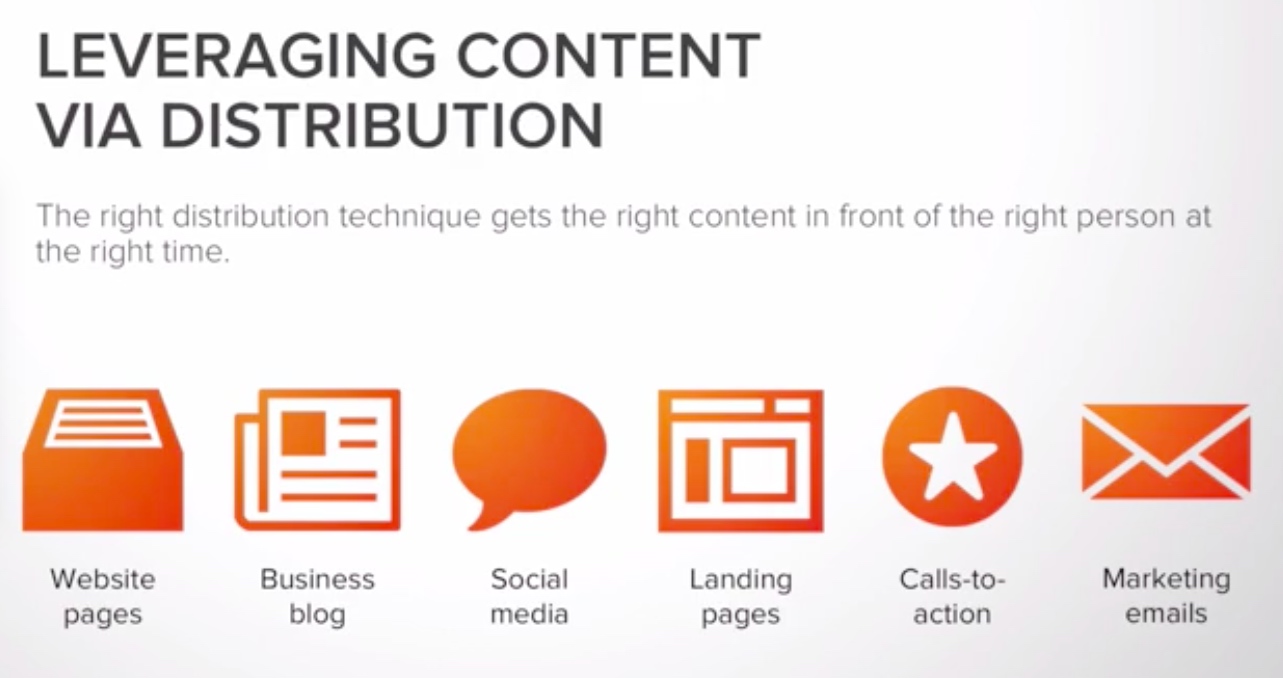 LEVERAGING CONTENT
VIA DISTRIBUTION
The right distribution technique gets the right content in front of the right person at
the right time.
Website
pages
Business
blog
Social
media
Landing
pages
Calls-to-
action
Marketing
emails